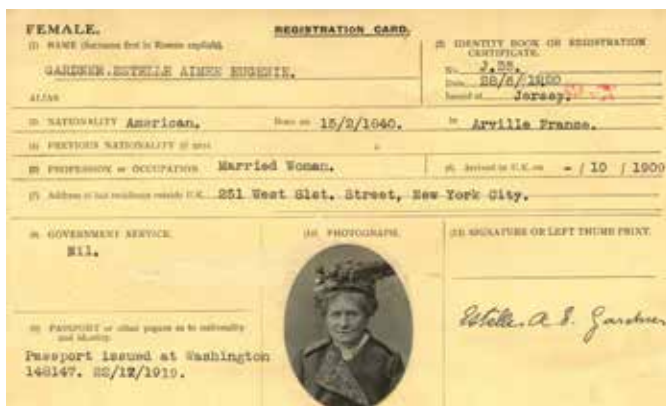 FEMALE. REGISTRATION CARD.
(1) NAME (Surname first in Roman capitals).
GARDNER.ESTELLE AIMEE EUGENIE.
ALIAS
(2) IDENTITY BOOK OR REGISTRATION CERTIFICATE.
No. J.35.
Date
Issued at Jersey.
(3) NATIONALITY American. Born on 15/2/1840. in Arville France.
(4) PREVIOUS NATIONALITY (if any)
(5) PROFESSION or OCCUPATION Married Woman. (6) Arrived in U.K. on - / 10 / 1909
(7) Address of last residence outside U.K. 251 West 81st. Street, New York City.
(8) GOVERNMENT SERVICE.
Nil.
(9) PASSPORT or other papers as to nationality and identity.
Passport issued at Washington
148147. 22/12/1919.
(10) PHOTOGRAPH.
(11) SIGNATURE OR LEFT THUMB PRINT.
Estelle A. E. Gardner